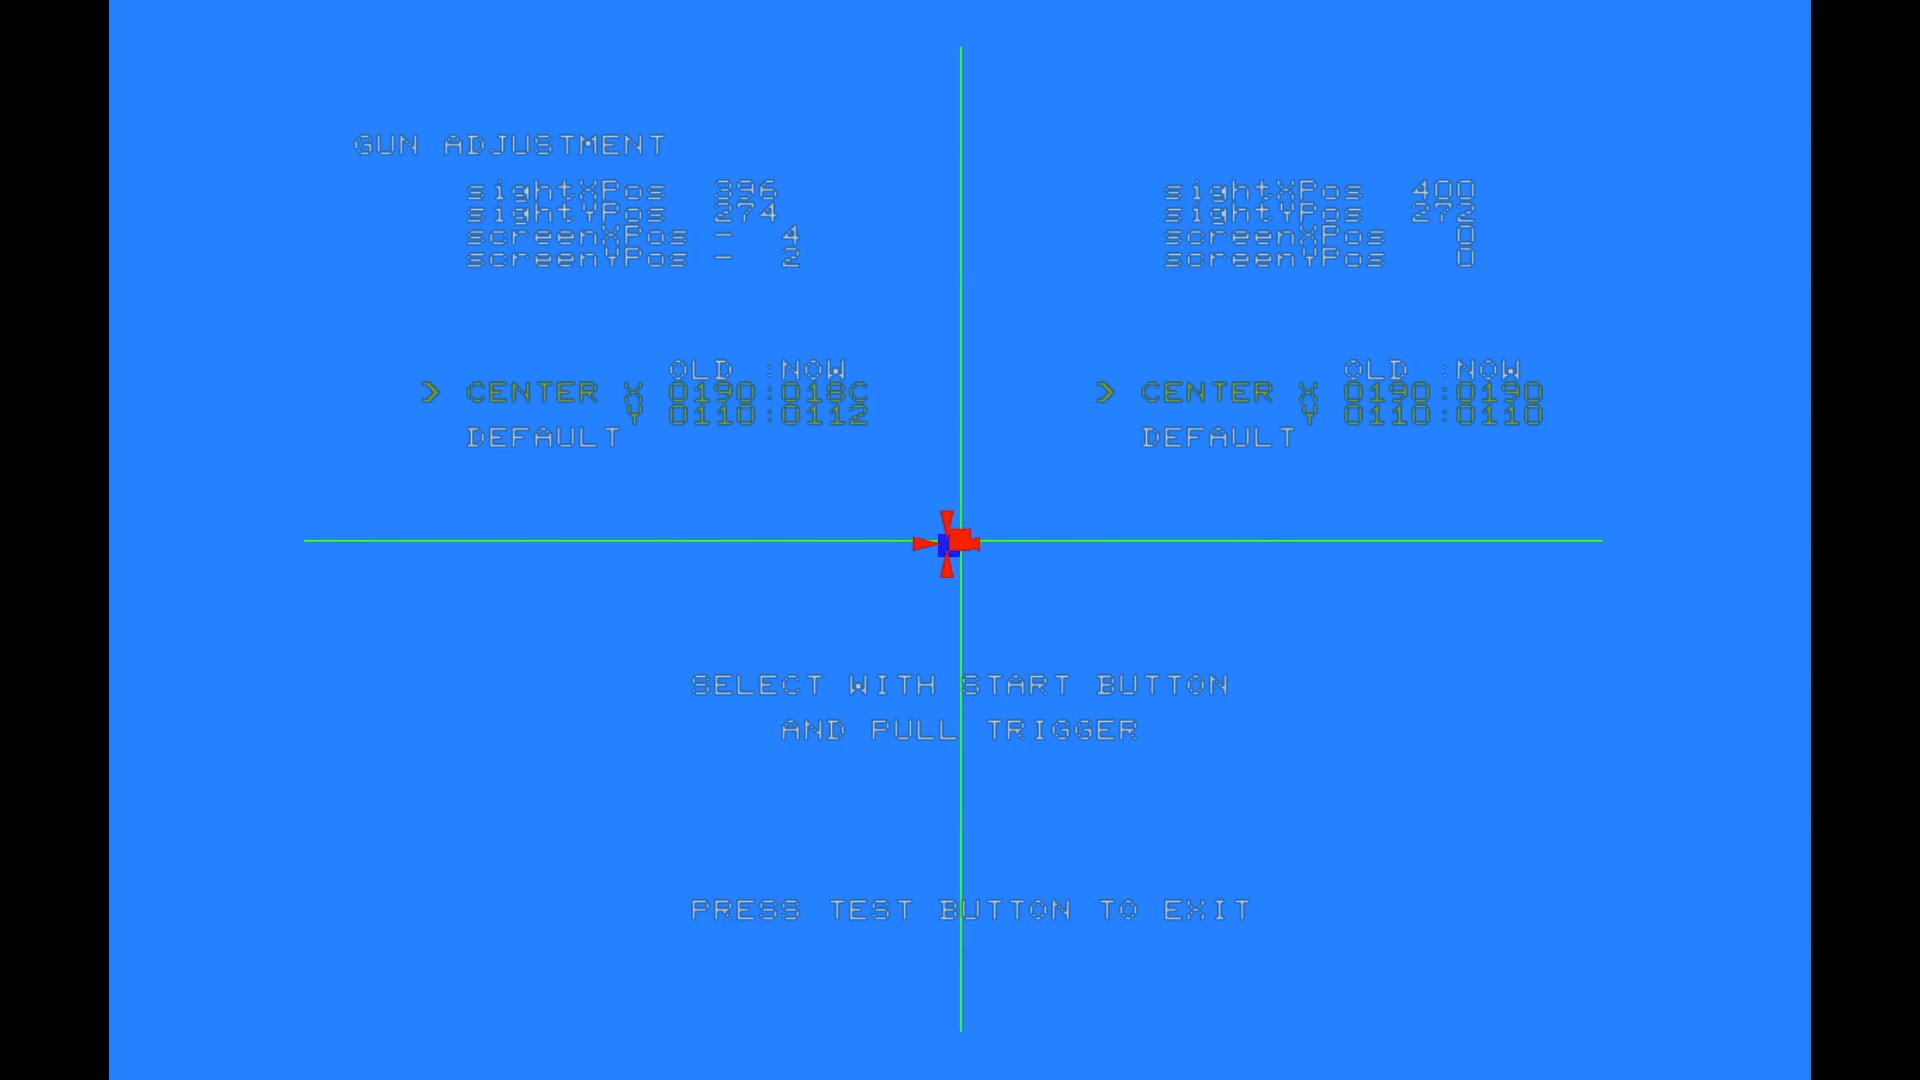 GUN ADJUSTMENT
sightXPos 396 sightXPos 400
sightYPos 274 sightYPos 272
screenXPos - 4 screenXPos 0
screenYPos - 2 screenYPos 0
OLD :NOW OLD :NOW
> CENTER X 0190:018C > CENTER X 0190:0190
Y 0110:0112 Y 0110:0110
DEFAULT DEFAULT
SELECT WITH START BUTTON
AND PULL TRIGGER
PRESS TEST BUTTON TO EXIT